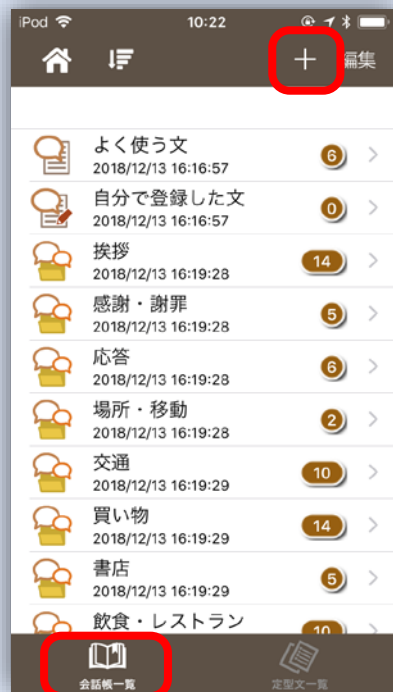 iPod 10:22
編集
よく使う文
2018/12/13 16:16:57
6
自分で登録した文
2018/12/13 16:16:57
0
挨拶
2018/12/13 16:19:28
14
感謝・謝罪
2018/12/13 16:19:28
5
応答
2018/12/13 16:19:28
6
場所・移動
2018/12/13 16:19:28
2
交通
2018/12/13 16:19:29
10
買い物
2018/12/13 16:19:29
14
書店
2018/12/13 16:19:29
5
飲食・レストラン
10
会話帳一覧
定型文一覧